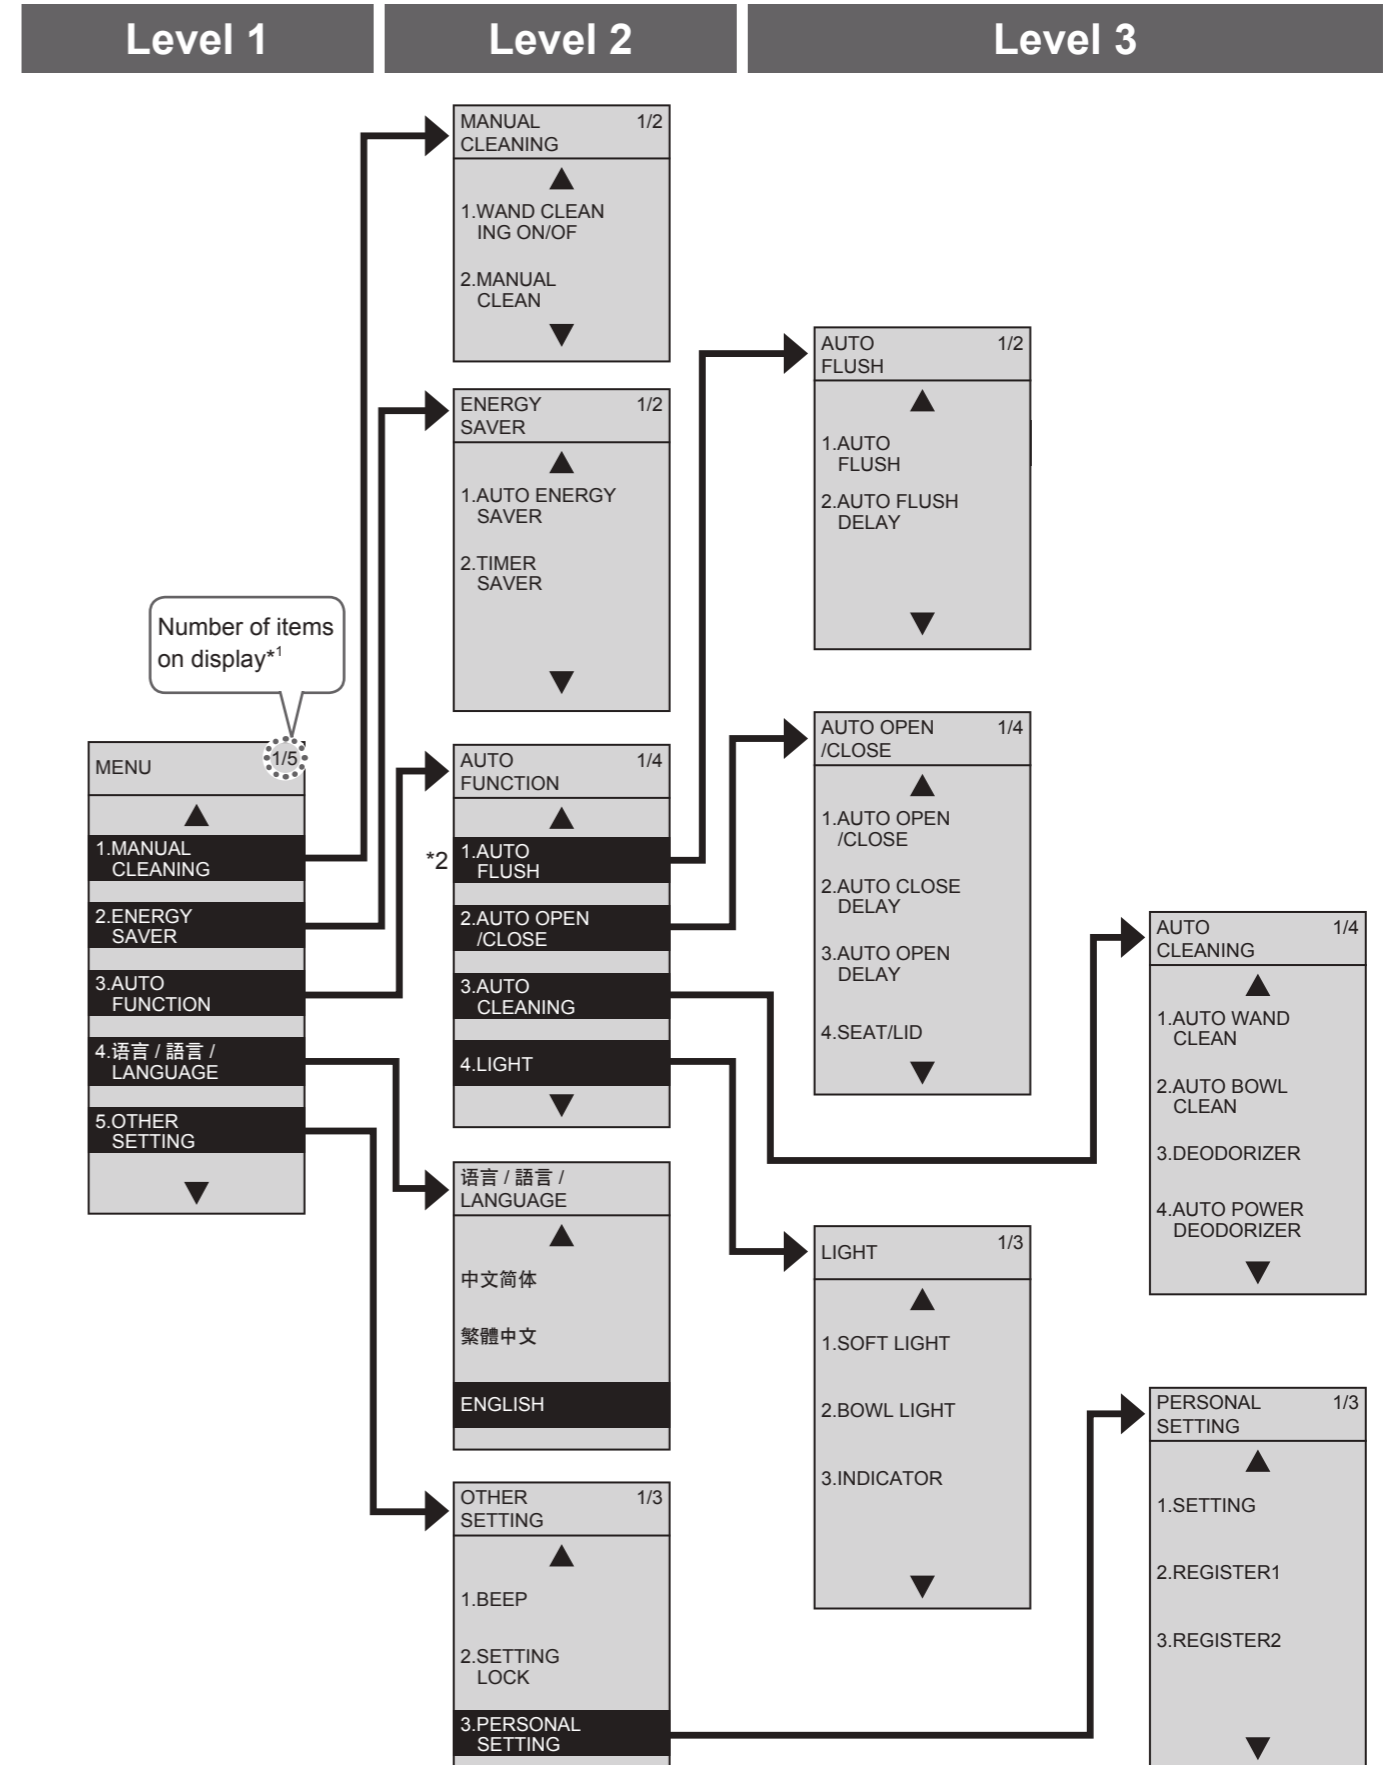 Level 1
Level 2
Level 3
MANUAL 1/2
CLEANING
1.WAND CLEAN
ING ON/OF
2.MANUAL
CLEAN
ENERGY 1/2
SAVER
1.AUTO ENERGY
SAVER
2.TIMER
SAVER
Number of items
on display*1
MENU 1/5
1.MANUAL
CLEANING
2.ENERGY
SAVER
3.AUTO
FUNCTION
4.语言 / 語言 /
LANGUAGE
5.OTHER
SETTING
AUTO 1/4
FUNCTION
*2
1.AUTO
FLUSH
2.AUTO OPEN
/CLOSE
3.AUTO
CLEANING
4.LIGHT
语言 / 語言 /
LANGUAGE
中文简体
繁體中文
ENGLISH
OTHER 1/3
SETTING
1.BEEP
2.SETTING
LOCK
3.PERSONAL
SETTING
AUTO 1/2
FLUSH
1.AUTO
FLUSH
2.AUTO FLUSH
DELAY
AUTO OPEN 1/4
/CLOSE
1.AUTO OPEN
/CLOSE
2.AUTO CLOSE
DELAY
3.AUTO OPEN
DELAY
4.SEAT/LID
AUTO 1/4
CLEANING
1.AUTO WAND
CLEAN
2.AUTO BOWL
CLEAN
3.DEODORIZER
4.AUTO POWER
DEODORIZER
LIGHT 1/3
1.SOFT LIGHT
2.BOWL LIGHT
3.INDICATOR
PERSONAL 1/3
SETTING
1.SETTING
2.REGISTER1
3.REGISTER2